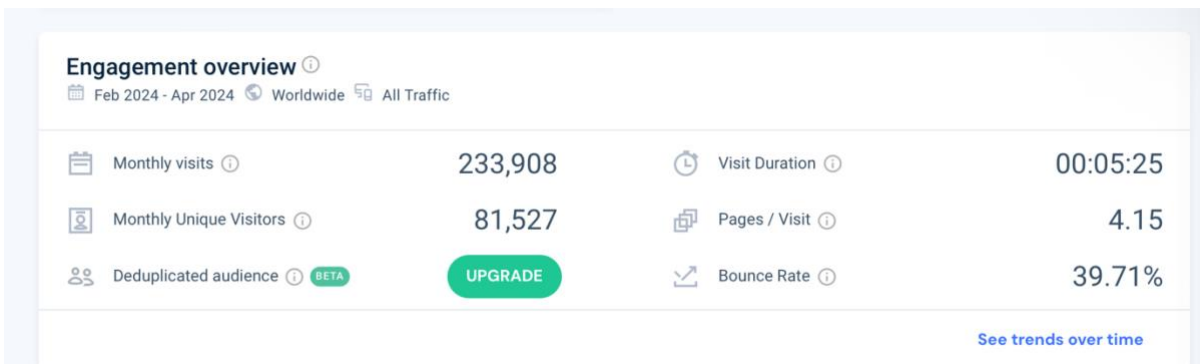 Engagement overview
Feb 2024 - Apr 2024 Worldwide All Traffic
Monthly visits 233,908
Visit Duration 00:05:25
Monthly Unique Visitors 81,527
Pages / Visit 4.15
Deduplicated audience BETA UPGRADE
Bounce Rate 39.71%
See trends over time